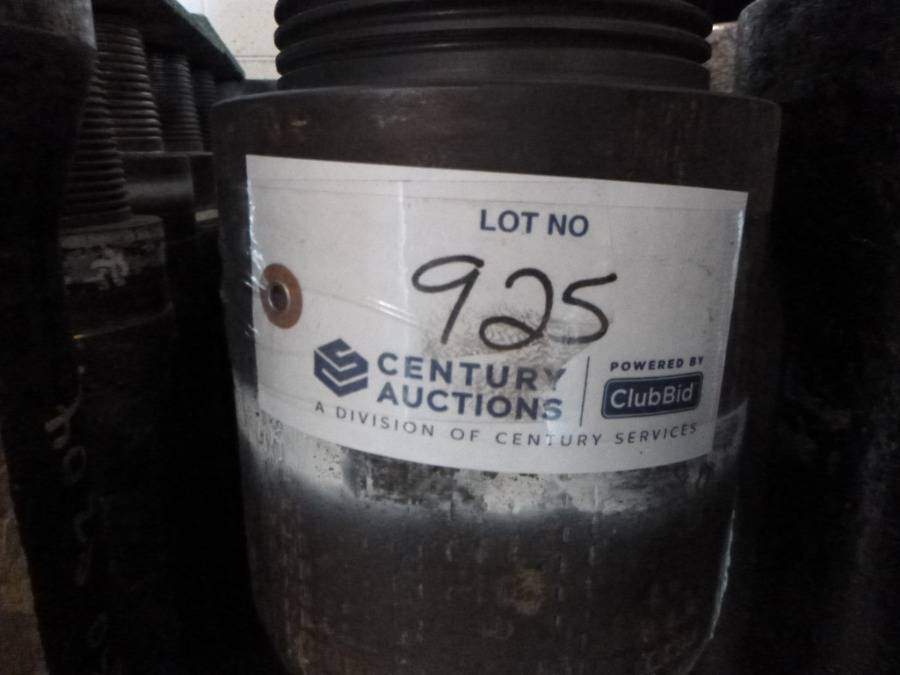 LOT NO
925
CENTURY
AUCTIONS
A DIVISION OF CENTURY SERVICES
POWERED BY
ClubBid